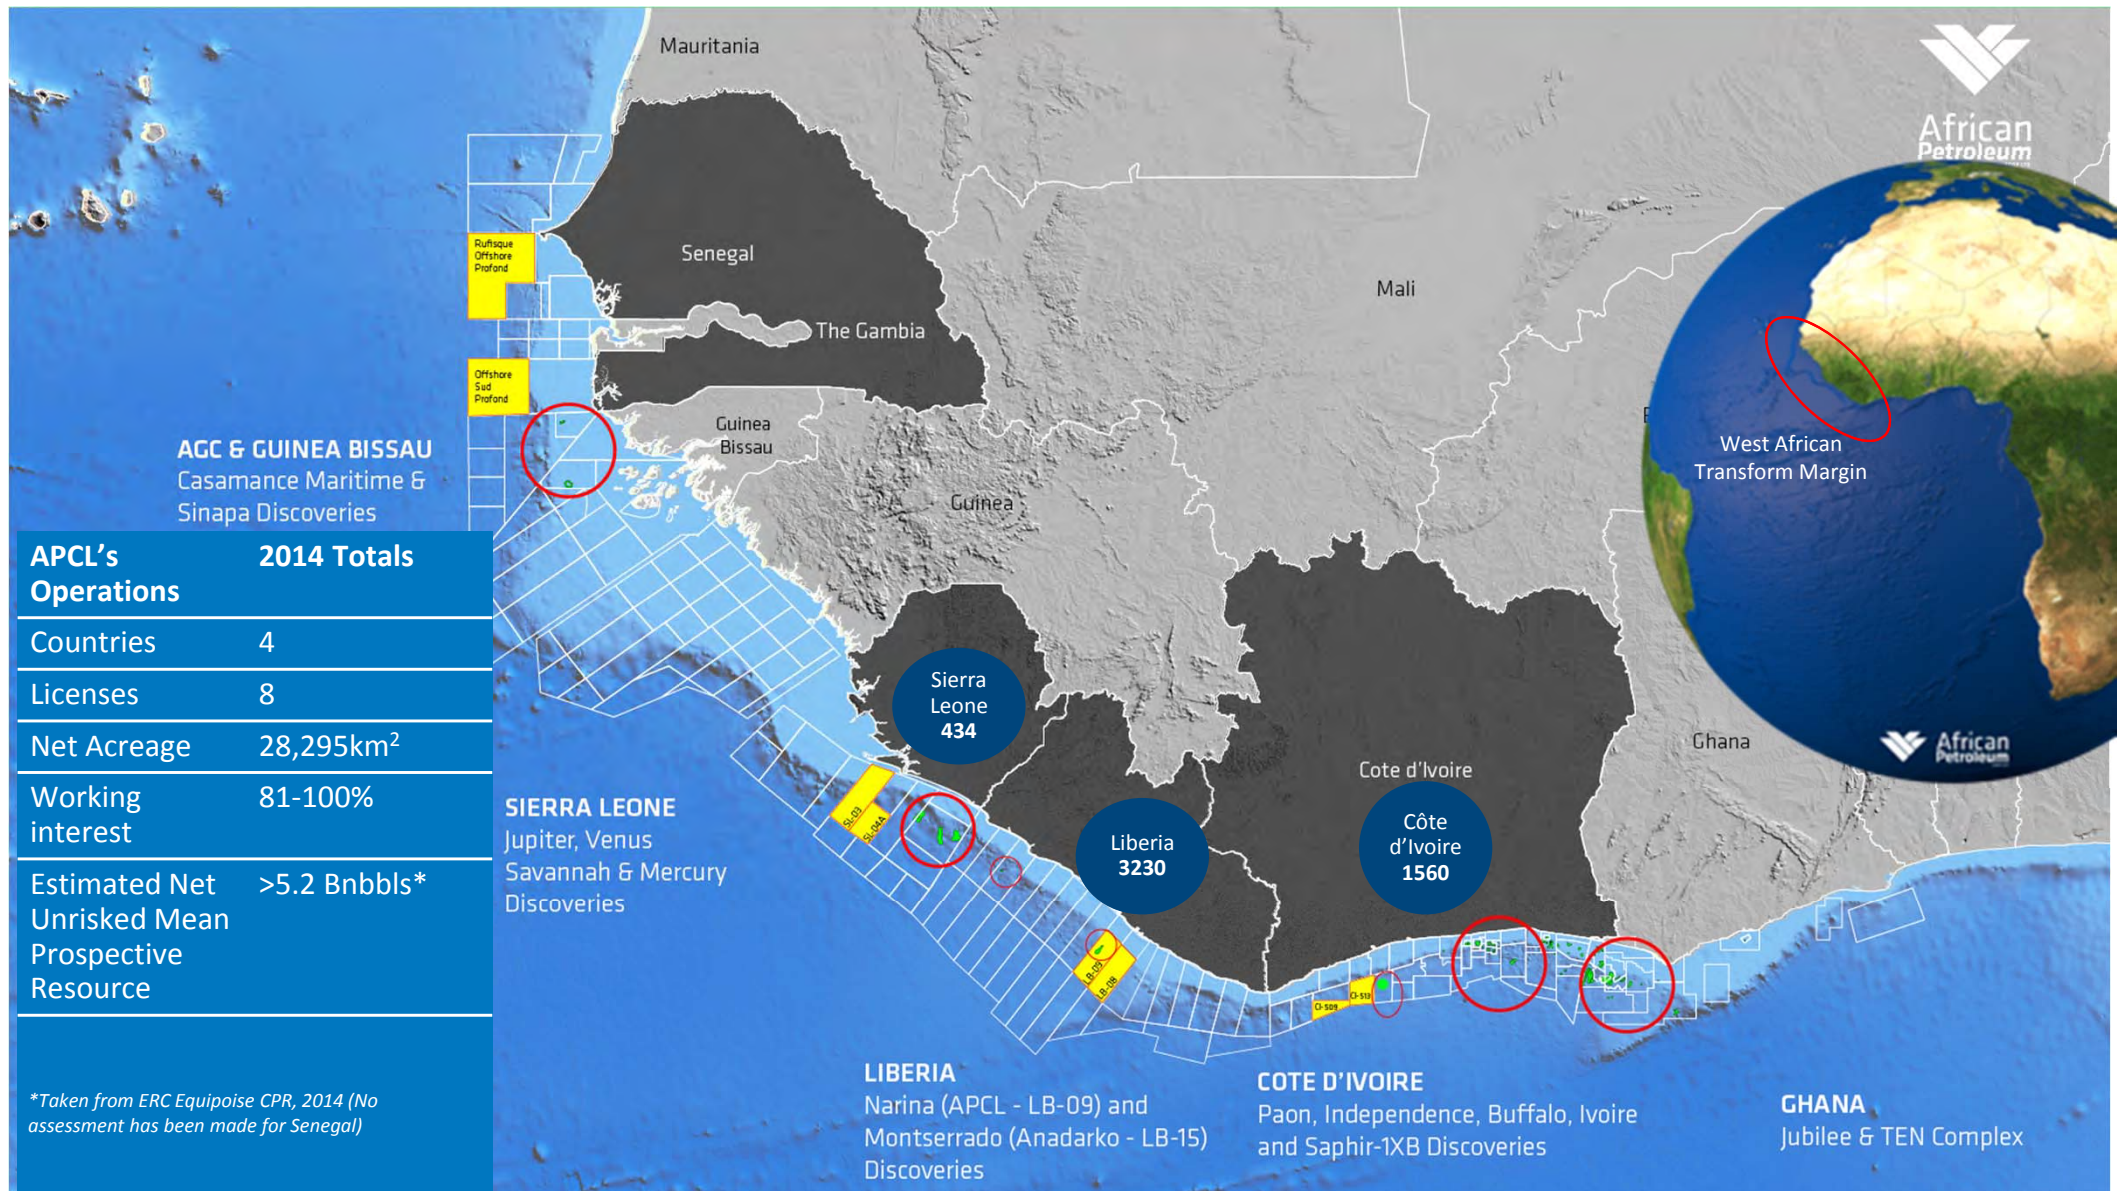 Mauritania
African
Petroleum
Senegal
Mali
The Gambia
Rufisque
Offshore
Profond
Offshore
Sud
Profond
Guinea
Bissau
Guinea
West African
Transform Margin
African
Petroleum
AGC & GUINEA BISSAU
Casamance Maritime &
Sinapa Discoveries
APCL's Operations 2014 Totals
Countries 4
Licenses 8
Net Acreage 28,295km²
Working interest 81-100%
Estimated Net Unrisked Mean Prospective Resource >5.2 Bnbbls*
*Taken from ERC Equipoise CPR, 2014 (No
assessment has been made for Senegal)
Sierra
Leone
434
Liberia
3230
Cote d'Ivoire
Côte
d'Ivoire
1560
Ghana
SL-03
SL-04A
LB-09
LB-08
CI-509
CI-513
SIERRA LEONE
Jupiter, Venus
Savannah & Mercury
Discoveries
LIBERIA
Narina (APCL - LB-09) and
Montserrado (Anadarko - LB-15)
Discoveries
COTE D'IVOIRE
Paon, Independence, Buffalo, Ivoire
and Saphir-1XB Discoveries
GHANA
Jubilee & TEN Complex